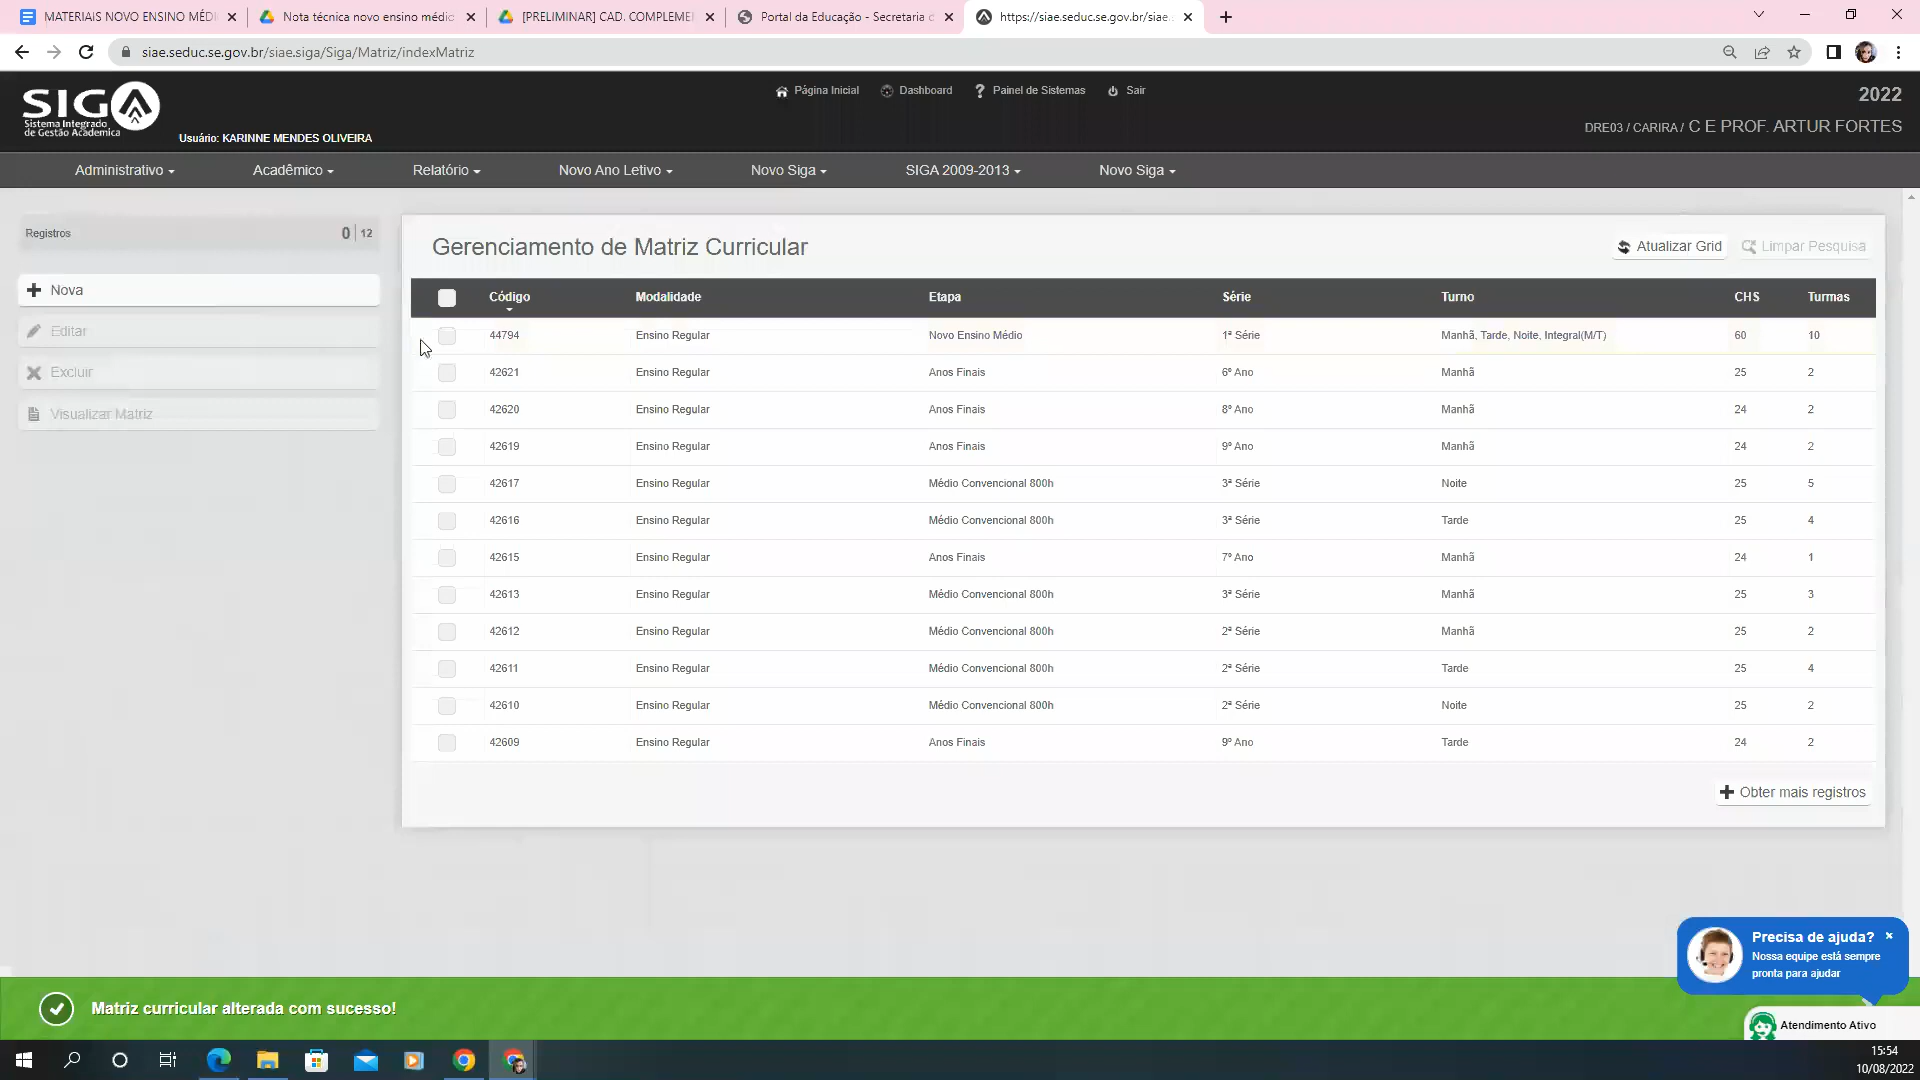 MATERIAIS NOVO ENSINO MÉDI
Nota técnica novo ensino médio
[PRELIMINAR] CAD. COMPLEME
Portal da Educação - Secretaria d
https://siae.seduc.se.gov.br/siae.
siae.seduc.se.gov.br/siae.siga/Siga/Matriz/indexMatriz
SIGA
Sistema Integrado
de Gestão Acadêmica
Usuário: KARINNE MENDES OLIVEIRA
Página Inicial
Dashboard
Painel de Sistemas
Sair
2022
DRE03 / CARIRA / C E PROF. ARTUR FORTES
Administrativo
Acadêmico
Relatório
Novo Ano Letivo
Novo Siga
SIGA 2009-2013
Novo Siga
Registros 0 | 12
Nova
Editar
Excluir
Visualizar Matriz
Gerenciamento de Matriz Curricular
Atualizar Grid
Limpar Pesquisa
Código Modalidade Etapa Série Turno CHS Turmas
44794 Ensino Regular Novo Ensino Médio 1ª Série Manhã, Tarde, Noite, Integral(M/T) 60 10
42621 Ensino Regular Anos Finais 6º Ano Manhã 25 2
42620 Ensino Regular Anos Finais 8º Ano Manhã 24 2
42619 Ensino Regular Anos Finais 9º Ano Manhã 24 2
42617 Ensino Regular Médio Convencional 800h 3ª Série Noite 25 5
42616 Ensino Regular Médio Convencional 800h 3ª Série Tarde 25 4
42615 Ensino Regular Anos Finais 7º Ano Manhã 24 1
42613 Ensino Regular Médio Convencional 800h 3ª Série Manhã 25 3
42612 Ensino Regular Médio Convencional 800h 2ª Série Manhã 25 2
42611 Ensino Regular Médio Convencional 800h 2ª Série Tarde 25 4
42610 Ensino Regular Médio Convencional 800h 2ª Série Noite 25 2
42609 Ensino Regular Anos Finais 9º Ano Tarde 24 2
Obter mais registros
Precisa de ajuda?
Nossa equipe está sempre
pronta para ajudar
Matriz curricular alterada com sucesso!
Atendimento Ativo
15:54
10/08/2022